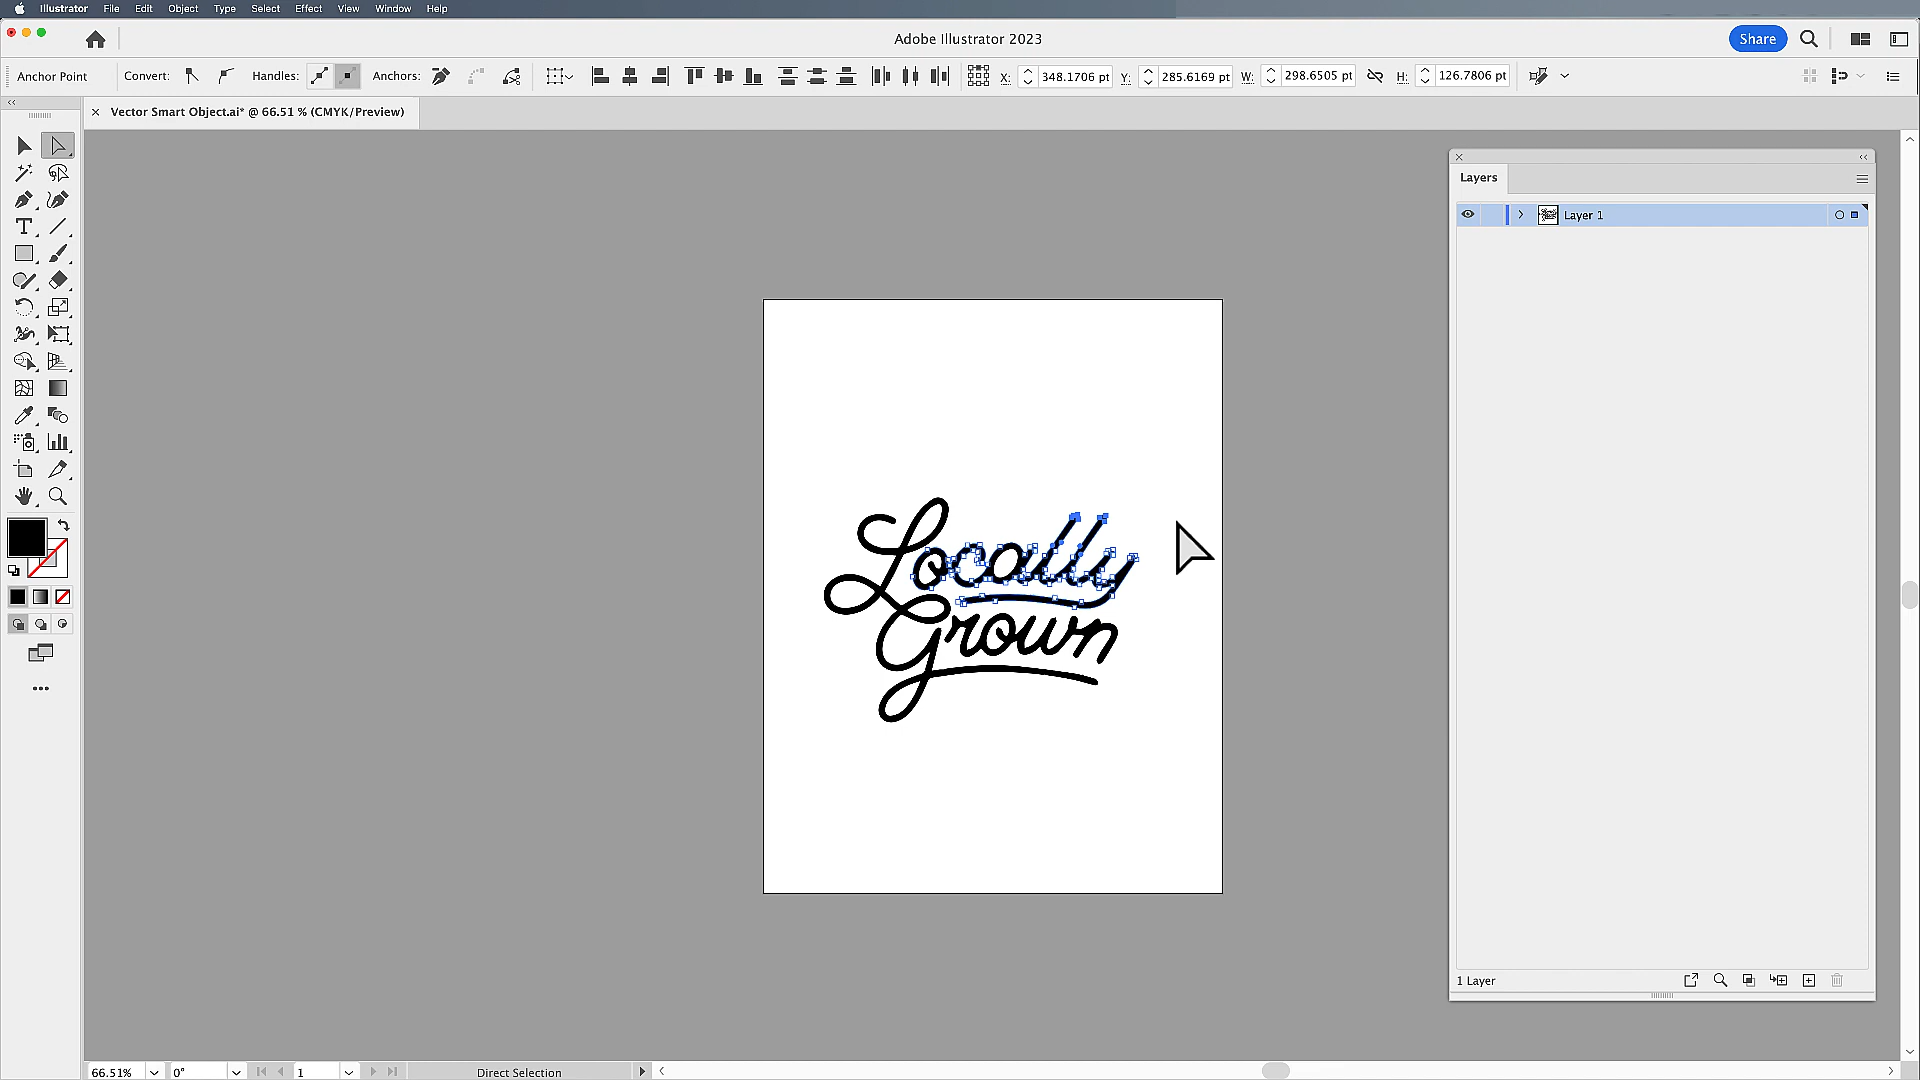 Illustrator File Edit Object Type Select Effect View Window Help
Adobe Illustrator 2023
Share
Anchor Point Convert: Handles: Anchors: X: 348.1706 pt Y: 285.6169 pt W: 298.6505 pt H: 126.7806 pt
Vector Smart Object.ai* @ 66.51 % (CMYK/Preview)
Layers
Layer 1
Locally
Grown
1 Layer
66.51% 0° 1 Direct Selection